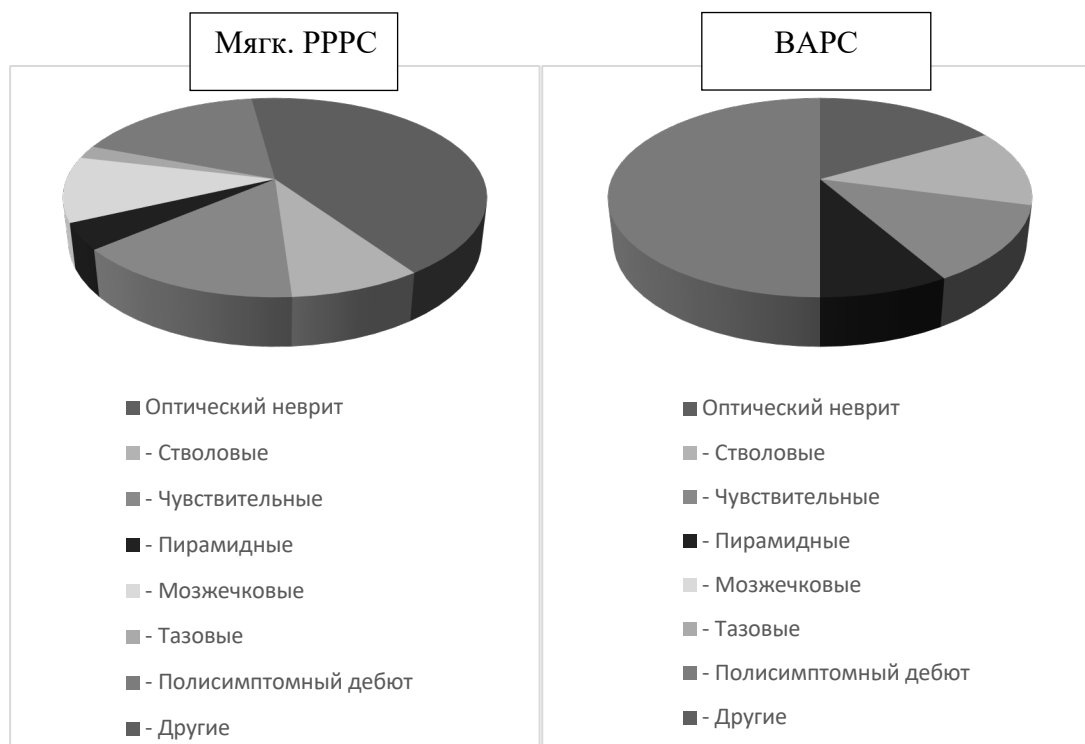 Мягк. РРРС
ВАРС
Оптический неврит
- Стволовые
- Чувствительные
- Пирамидные
- Мозжечковые
- Тазовые
- Полисимптомный дебют
- Другие
Оптический неврит
- Стволовые
- Чувствительные
- Пирамидные
- Мозжечковые
- Тазовые
- Полисимптомный дебют
- Другие